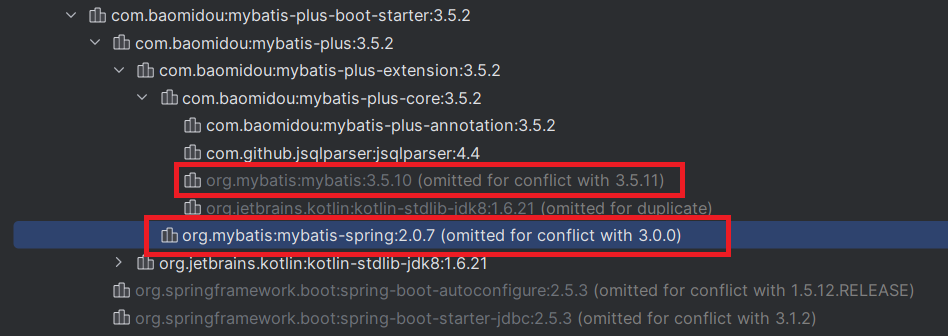 com.baomidou:mybatis-plus-boot-starter:3.5.2
com.baomidou:mybatis-plus:3.5.2
com.baomidou:mybatis-plus-extension:3.5.2
com.baomidou:mybatis-plus-core:3.5.2
com.baomidou:mybatis-plus-annotation:3.5.2
com.github.jsqlparser:jsqlparser:4.4
org.mybatis:mybatis:3.5.10 (omitted for conflict with 3.5.11)
org.jetbrains.kotlin:kotlin-stdlib-jdk8:1.6.21 (omitted for duplicate)
org.mybatis:mybatis-spring:2.0.7 (omitted for conflict with 3.0.0)
org.jetbrains.kotlin:kotlin-stdlib-jdk8:1.6.21
org.springframework.boot:spring-boot-autoconfigure:2.5.3 (omitted for conflict with 1.5.12.RELEASE)
org.springframework.boot:spring-boot-starter-jdbc:2.5.3 (omitted for conflict with 3.1.2)